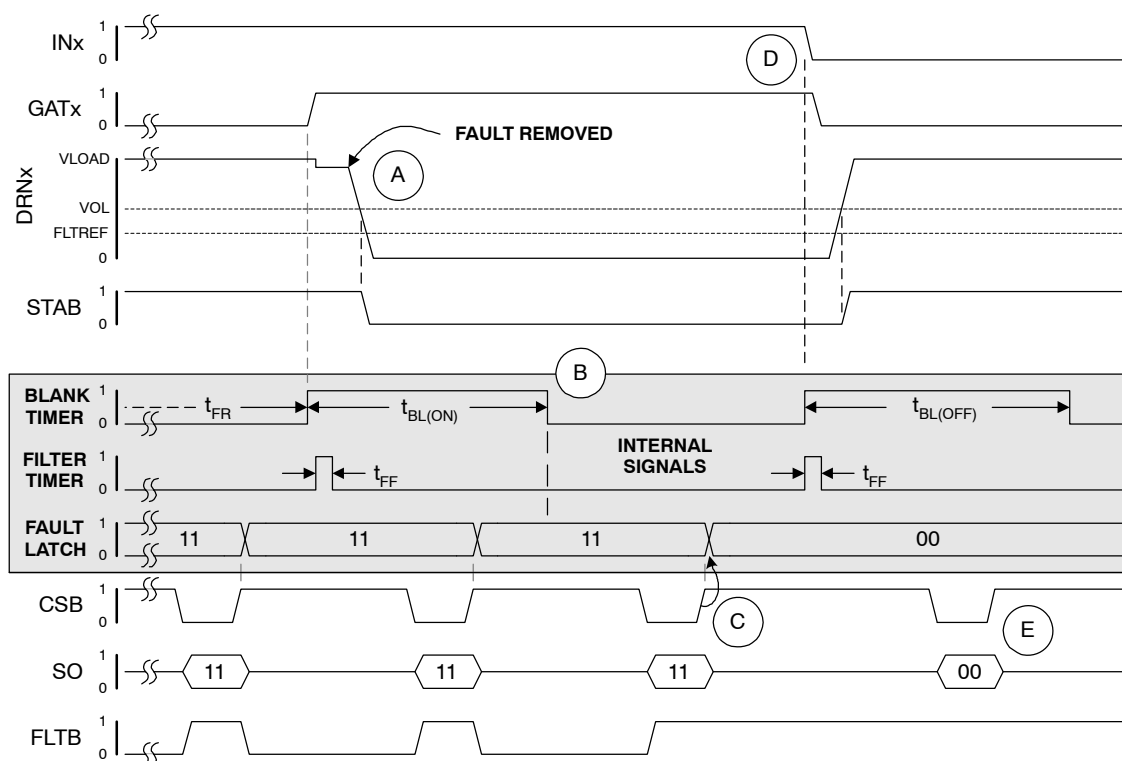 1
INx
0
D
1
GATx
0
FAULT REMOVED
VLOAD
A
DRNx
VOL
FLTREF
0
1
STAB
0
B
BLANK TIMER
1
0
tFR
tBL(ON)
tBL(OFF)
INTERNAL SIGNALS
FILTER TIMER
1
0
tFF
tFF
FAULT LATCH
1
0
11
11
11
00
1
CSB
0
C
E
1
SO
0
11
11
11
00
1
FLTB
0